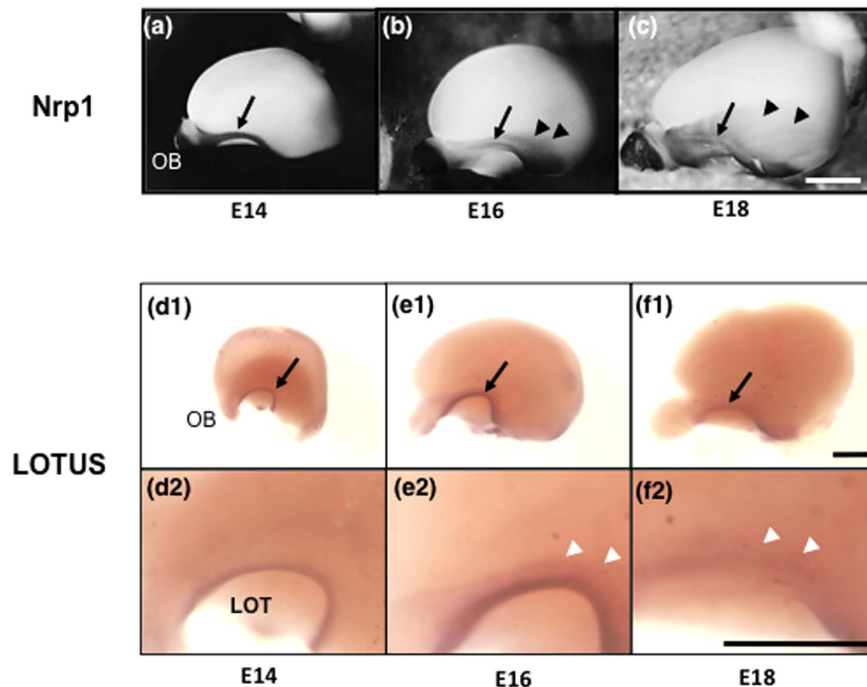 (a) (b) (c)
Nrp1
OB
E14 E16 E18
(d1) (e1) (f1)
OB
LOTUS
(d2) (e2) (f2)
LOT
E14 E16 E18